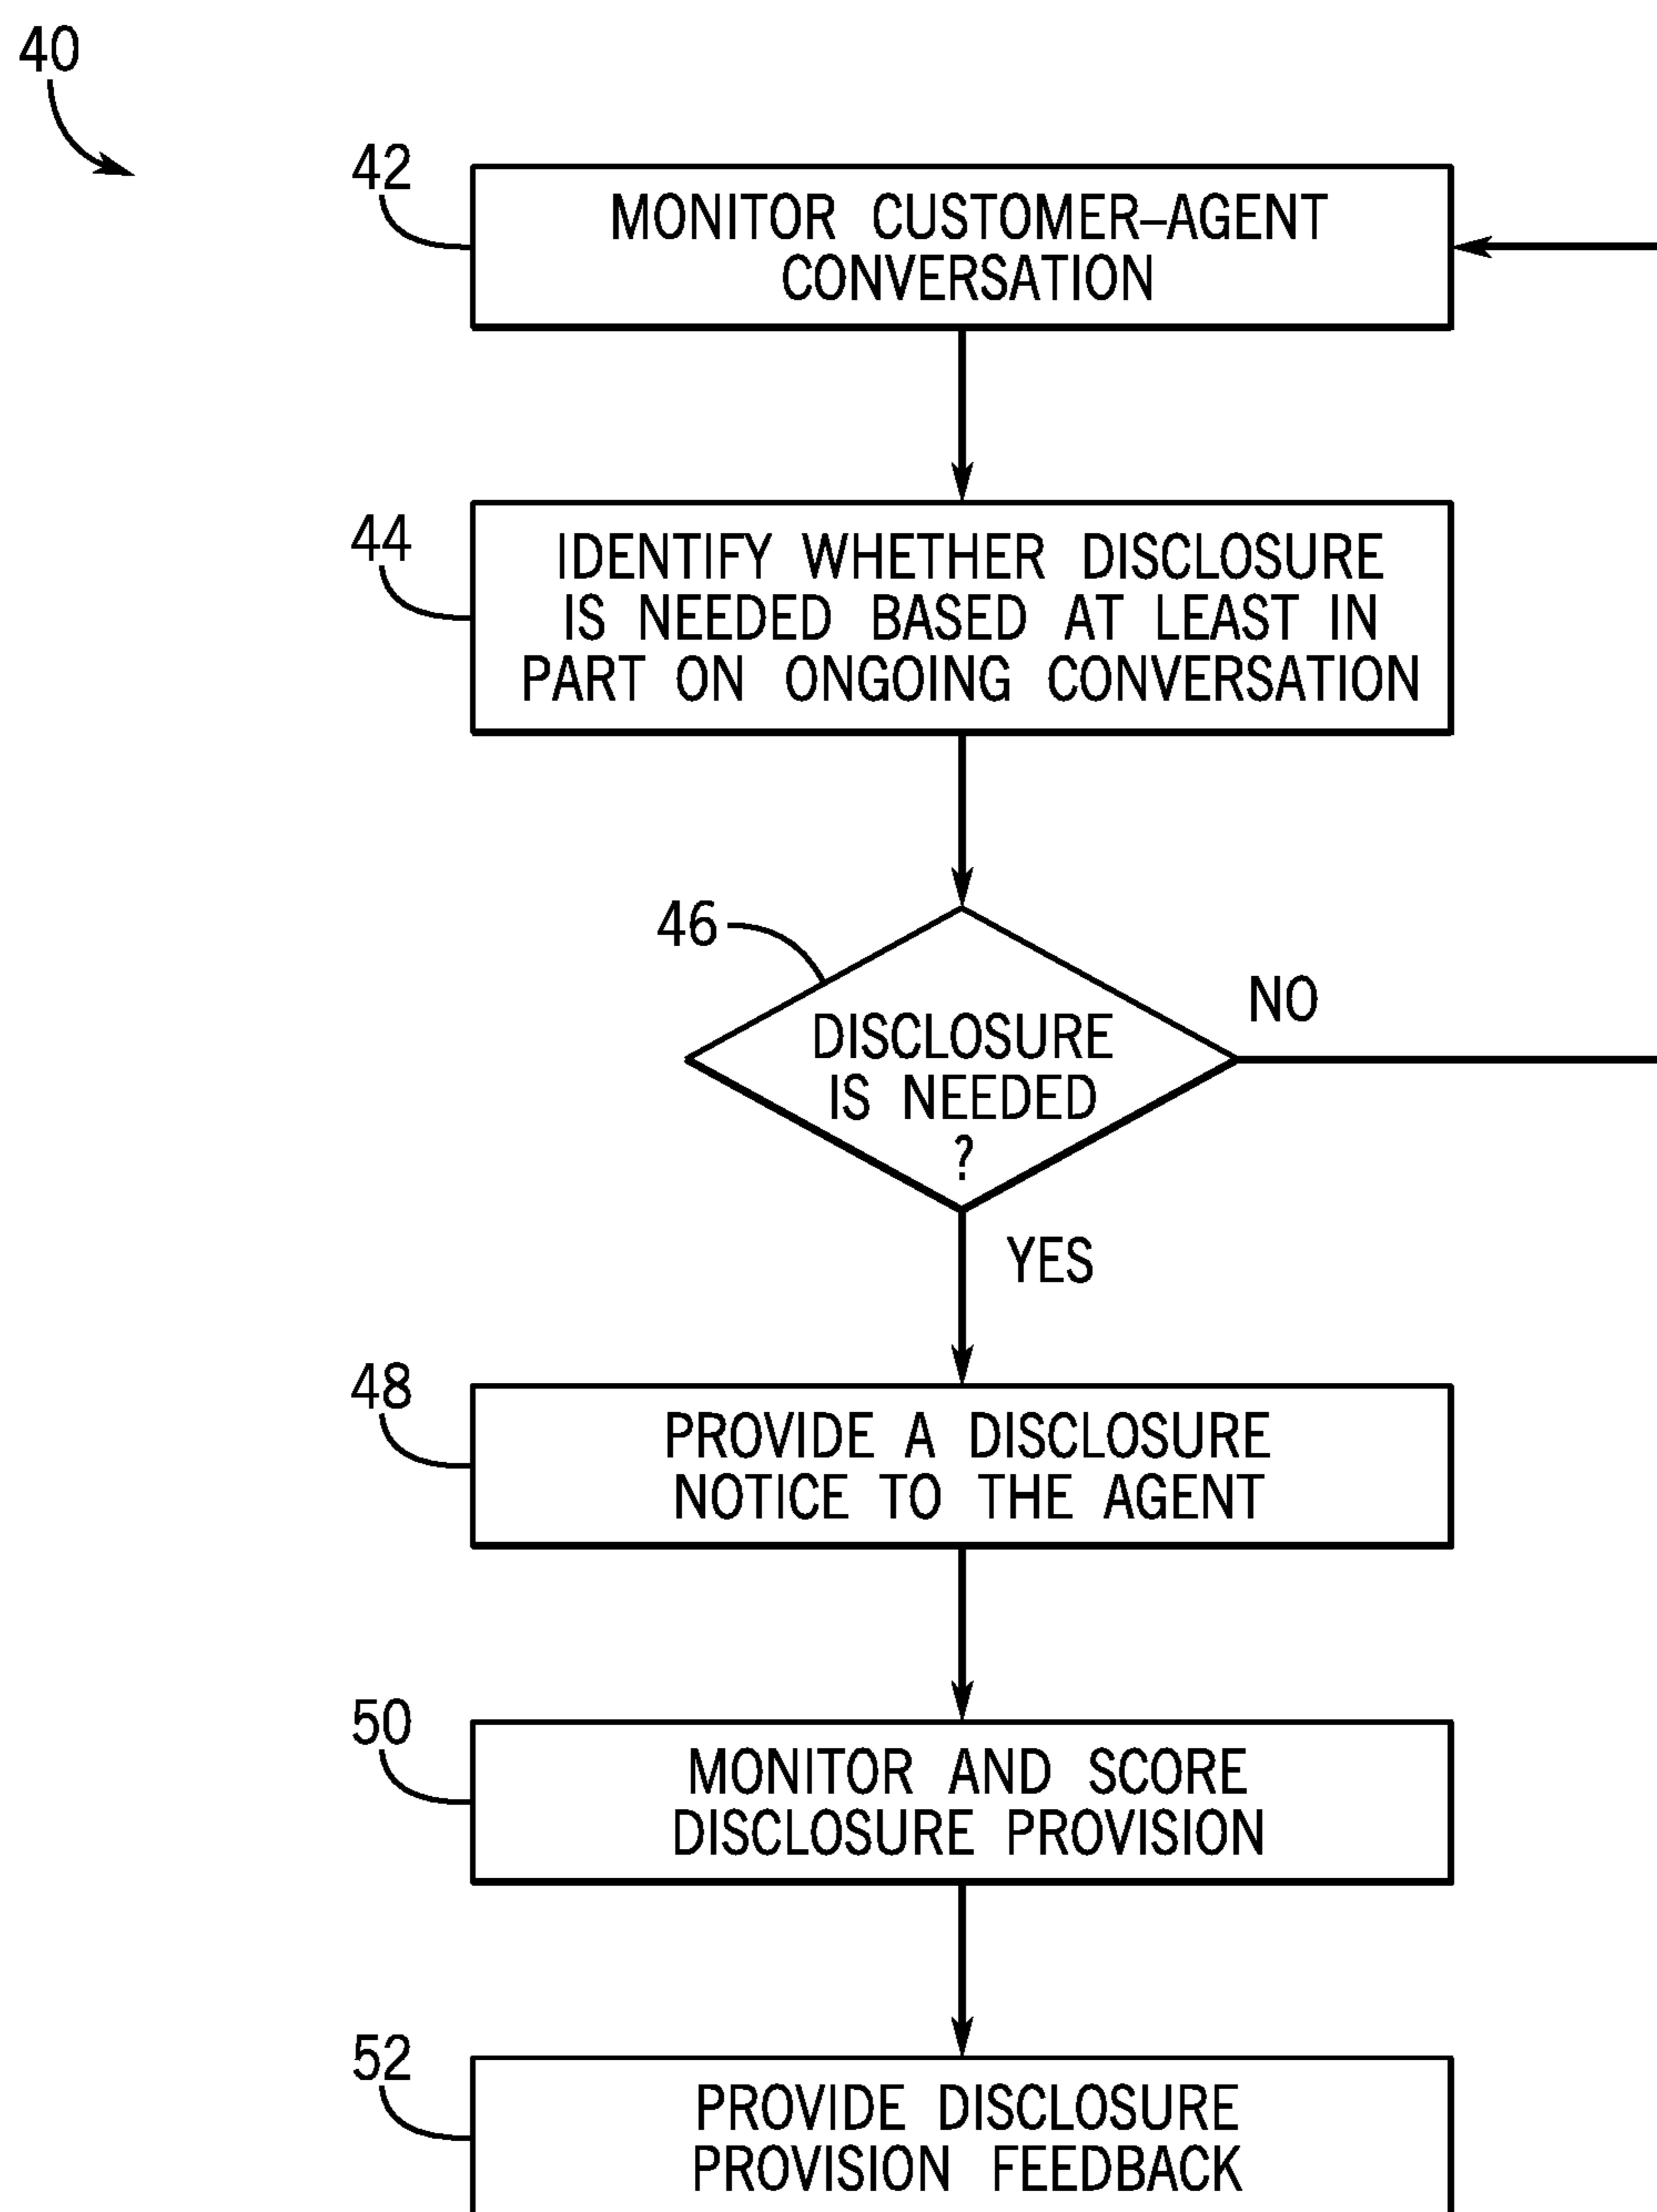 40
42
MONITOR CUSTOMER–AGENT
CONVERSATION
44
IDENTIFY WHETHER DISCLOSURE
IS NEEDED BASED AT LEAST IN
PART ON ONGOING CONVERSATION
46
DISCLOSURE
IS NEEDED
?
NO
YES
48
PROVIDE A DISCLOSURE
NOTICE TO THE AGENT
50
MONITOR AND SCORE
DISCLOSURE PROVISION
52
PROVIDE DISCLOSURE
PROVISION FEEDBACK